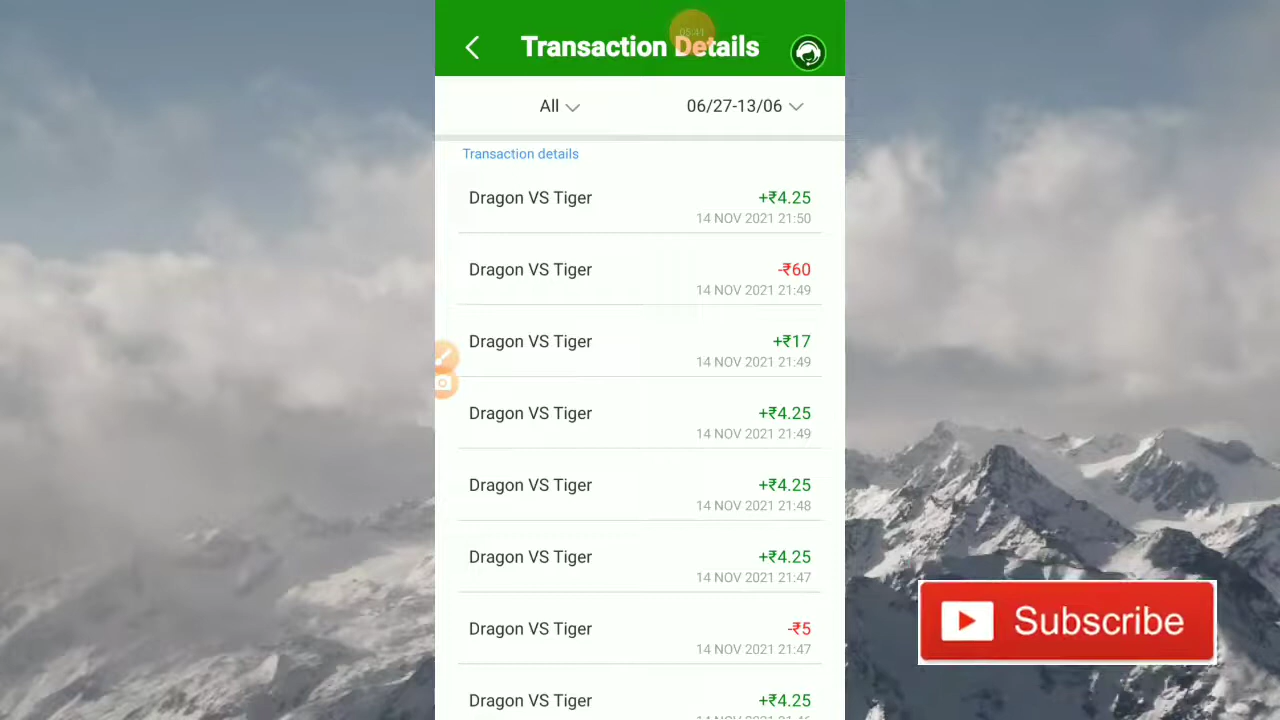 05:41
Transaction Details
All
06/27-13/06
Transaction details
Dragon VS Tiger
+₹4.25
14 NOV 2021 21:50
Dragon VS Tiger
-₹60
14 NOV 2021 21:49
Dragon VS Tiger
+₹17
14 NOV 2021 21:49
Dragon VS Tiger
+₹4.25
14 NOV 2021 21:49
Dragon VS Tiger
+₹4.25
14 NOV 2021 21:48
Dragon VS Tiger
+₹4.25
14 NOV 2021 21:47
Dragon VS Tiger
-₹5
14 NOV 2021 21:47
Dragon VS Tiger
+₹4.25
Subscribe